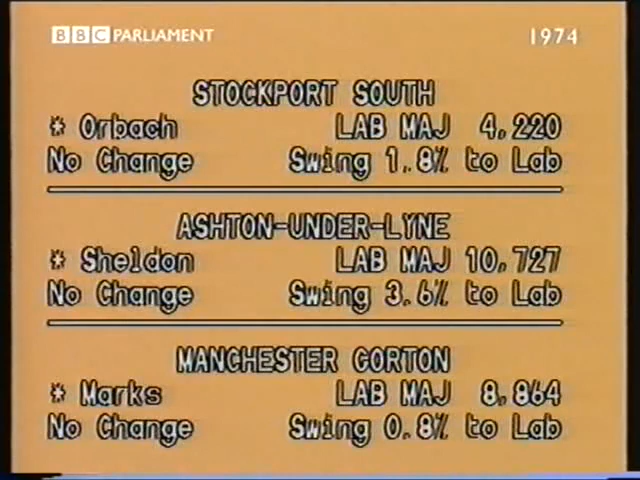 BBC PARLIAMENT 1974
STOCKPORT SOUTH
* Orbach LAB MAJ 4,220
No Change Swing 1.8% to Lab
ASHTON-UNDER-LYNE
* Sheldon LAB MAJ 10,727
No Change Swing 3.6% to Lab
MANCHESTER GORTON
* Marks LAB MAJ 8,864
No Change Swing 0.8% to Lab